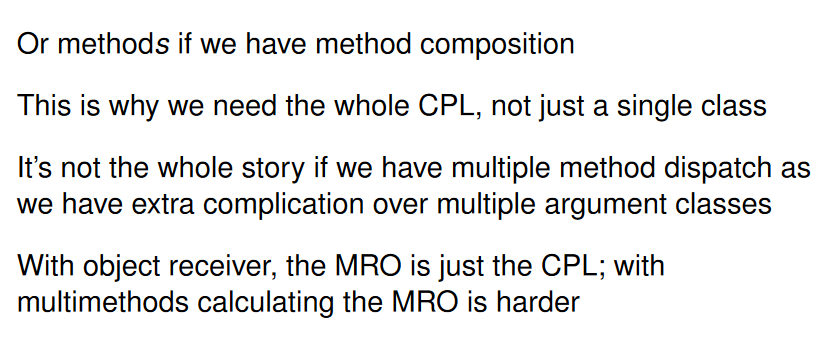 Or methods if we have method composition
This is why we need the whole CPL, not just a single class
It’s not the whole story if we have multiple method dispatch as
we have extra complication over multiple argument classes
With object receiver, the MRO is just the CPL; with
multimethods calculating the MRO is harder